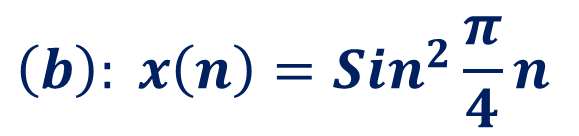 (b): x(n) = Sin² π/4 n